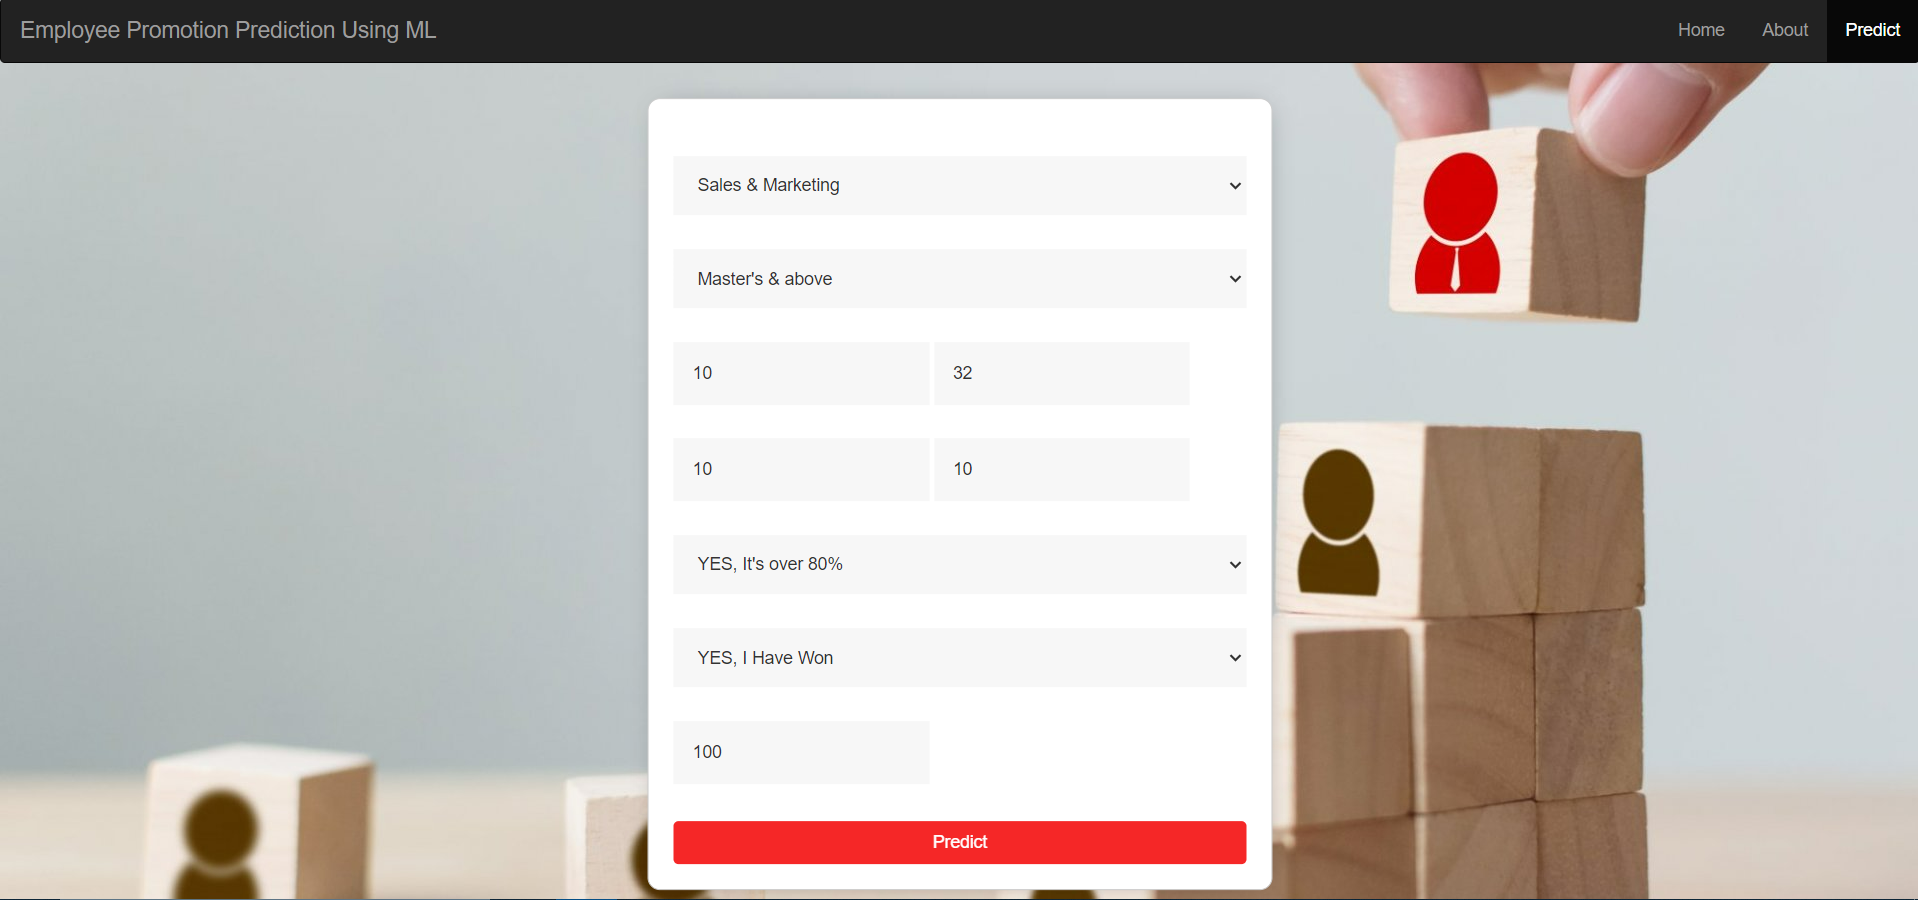 Employee Promotion Prediction Using ML
Home About Predict
Sales & Marketing
Master's & above
10 32
10 10
YES, It's over 80%
YES, I Have Won
100
Predict